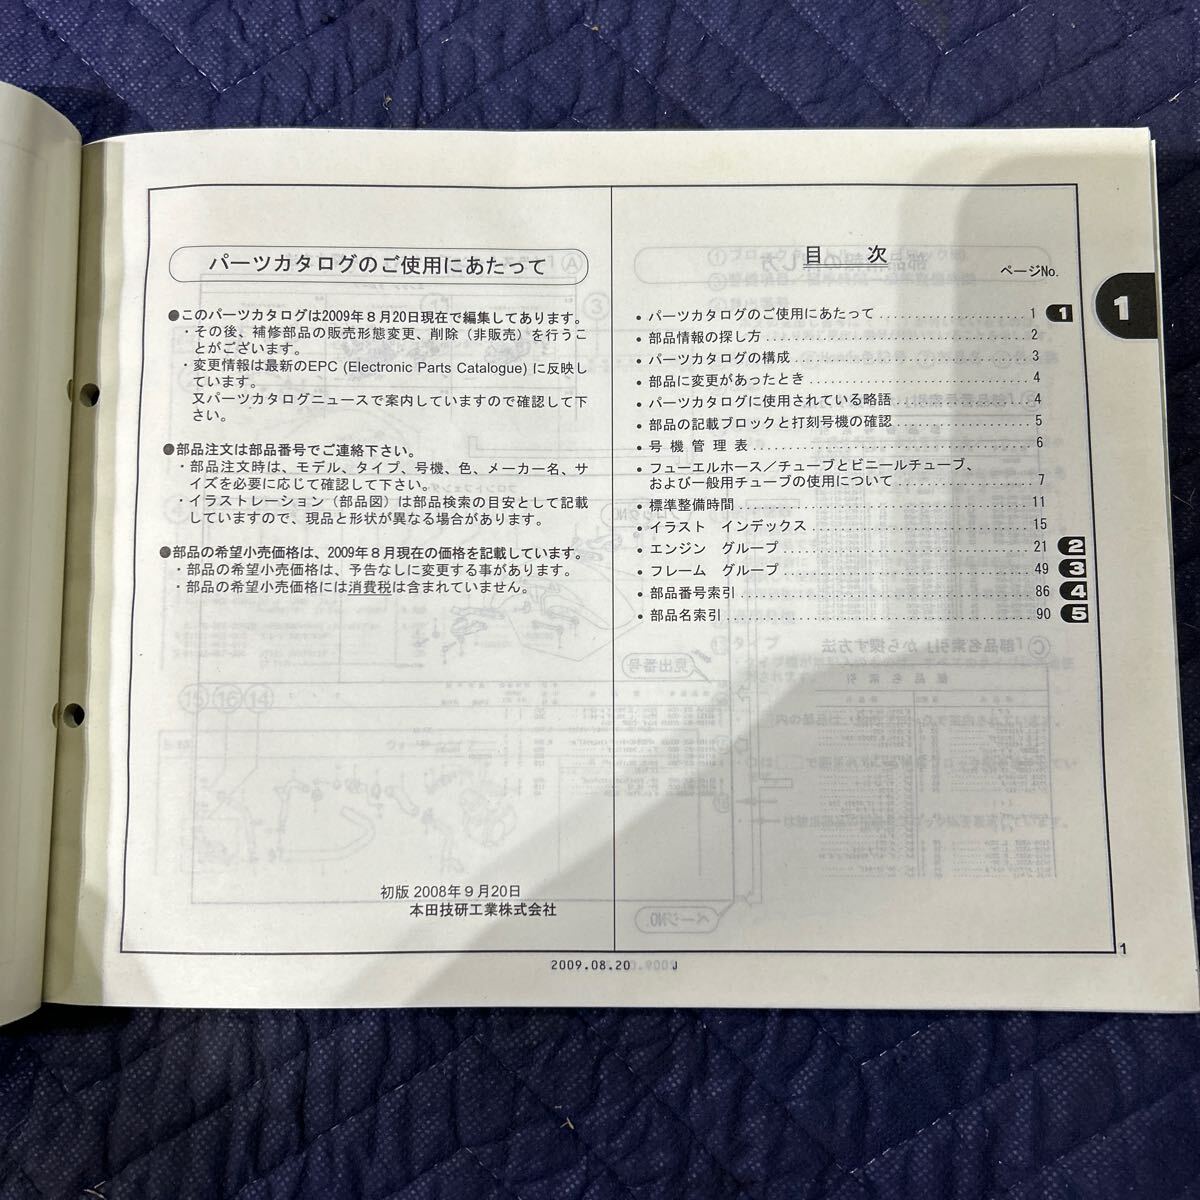 パーツカタログのご使用にあたって
●このパーツカタログは2009年8月20日現在で編集してあります。
・その後、補修部品の販売形態変更、削除（非販売）を行うこ
とがございます。
・変更情報は最新のEPC (Electronic Parts Catalogue) に反映し
ています。
又パーツカタログニュースで案内していますので確認して下
さい。
●部品注文は部品番号でご連絡下さい。
・部品注文時は、モデル、タイプ、号機、色、メーカー名、サ
イズを必要に応じて確認して下さい。
・イラストレーション（部品図）は部品検索の目安として記載
していますので、現品と形状が異なる場合があります。
●部品の希望小売価格は、2009年8月現在の価格を記載しています。
・部品の希望小売価格は、予告なしに変更する事があります。
・部品の希望小売価格には消費税は含まれていません。
初版 2008年9月20日
本田技研工業株式会社
目　次
ページNo.
・パーツカタログのご使用にあたって 1 1
・部品情報の探し方 2
・パーツカタログの構成 3
・部品に変更があったとき 4
・パーツカタログに使用されている略語 4
・部品の記載ブロックと打刻号機の確認 5
・号 機 管 理 表 6
・フューエルホース／チューブとビニールチューブ、
および一般用チューブの使用について 7
・標準整備時間 11
・イラスト　インデックス 15
・エンジン　グループ 21 2
・フレーム　グループ 49 3
・部品番号索引 86 4
・部品名索引 90 5
1
1
2009.08.20 J